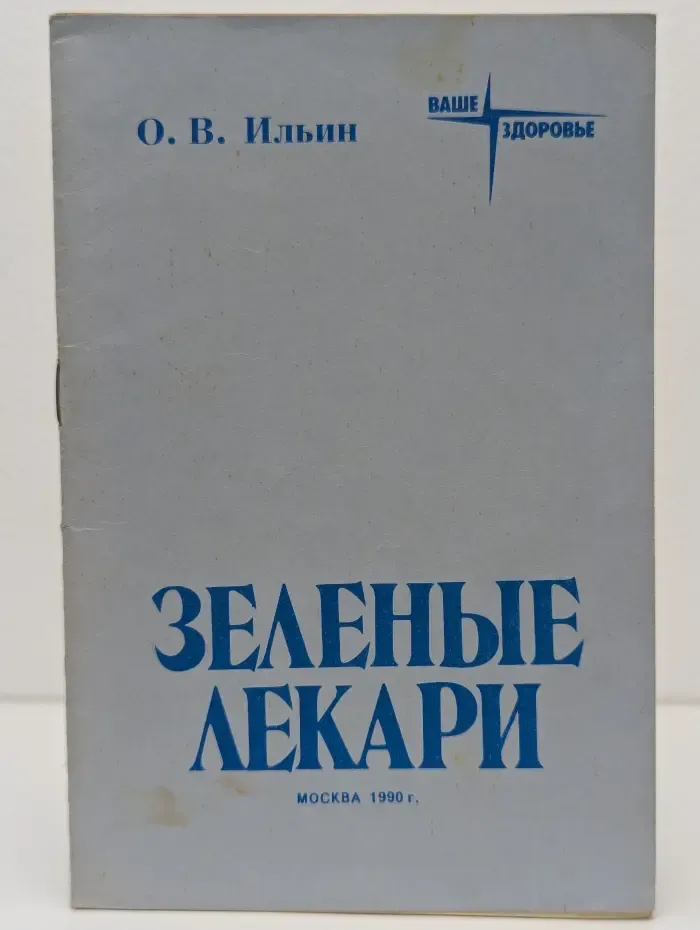 О. В. Ильин
ВАШЕ
ЗДОРОВЬЕ
ЗЕЛЕНЫЕ
ЛЕКАРИ
МОСКВА 1990 г.